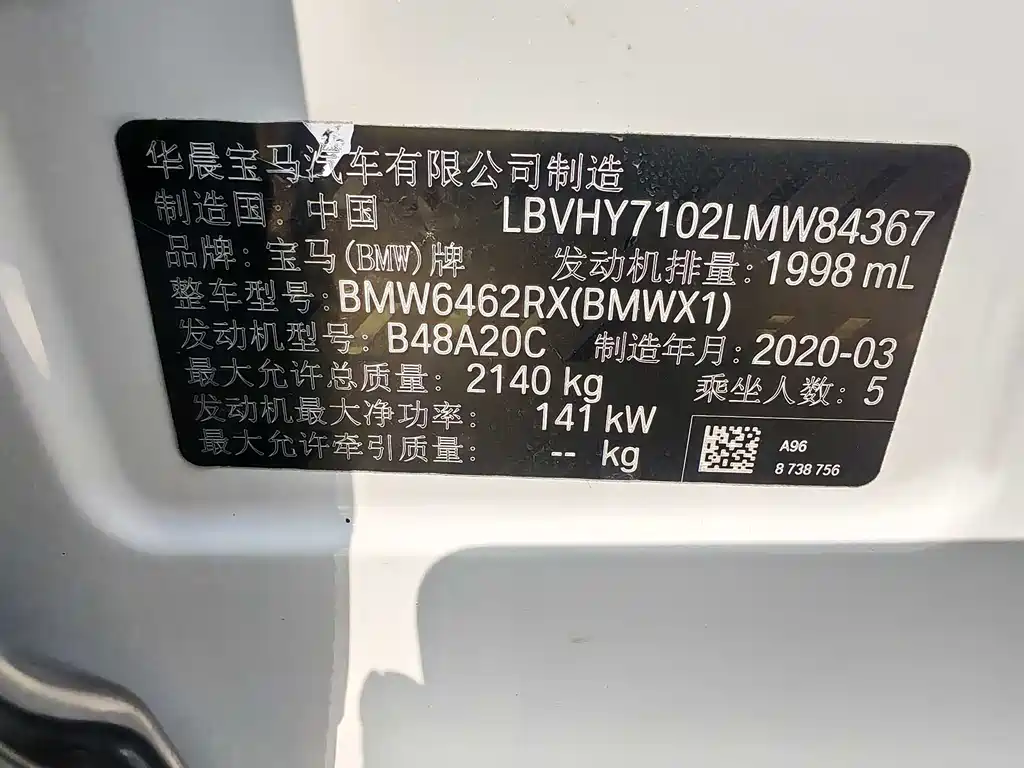 华晨宝马汽车有限公司制造
制造国：中国 LBVHY7102LMW84367
品牌：宝马(BMW)牌 发动机排量：1998 mL
整车型号：BMW6462RX(BMWX1)
发动机型号：B48A20C 制造年月：2020-03
最大允许总质量：2140 kg 乘坐人数：5
发动机最大净功率：141 kW
最大允许牵引质量：-- kg
A96
8 738 756